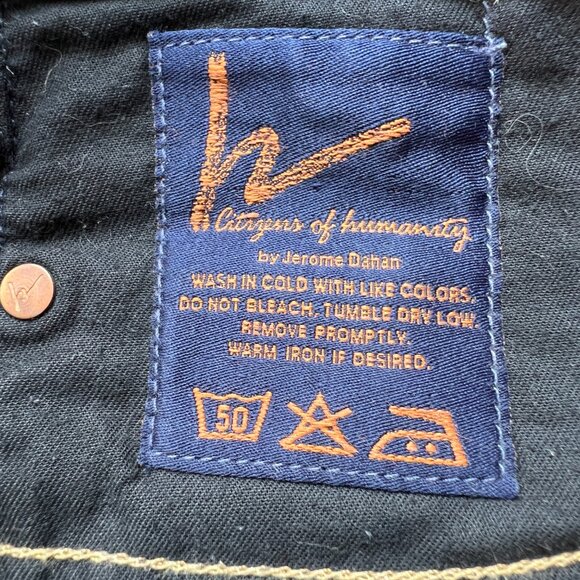 h
Citizens of humanity
by Jerome Dahan
WASH IN COLD WITH LIKE COLORS.
DO NOT BLEACH. TUMBLE DRY LOW.
REMOVE PROMPTLY.
WARM IRON IF DESIRED.
50
h